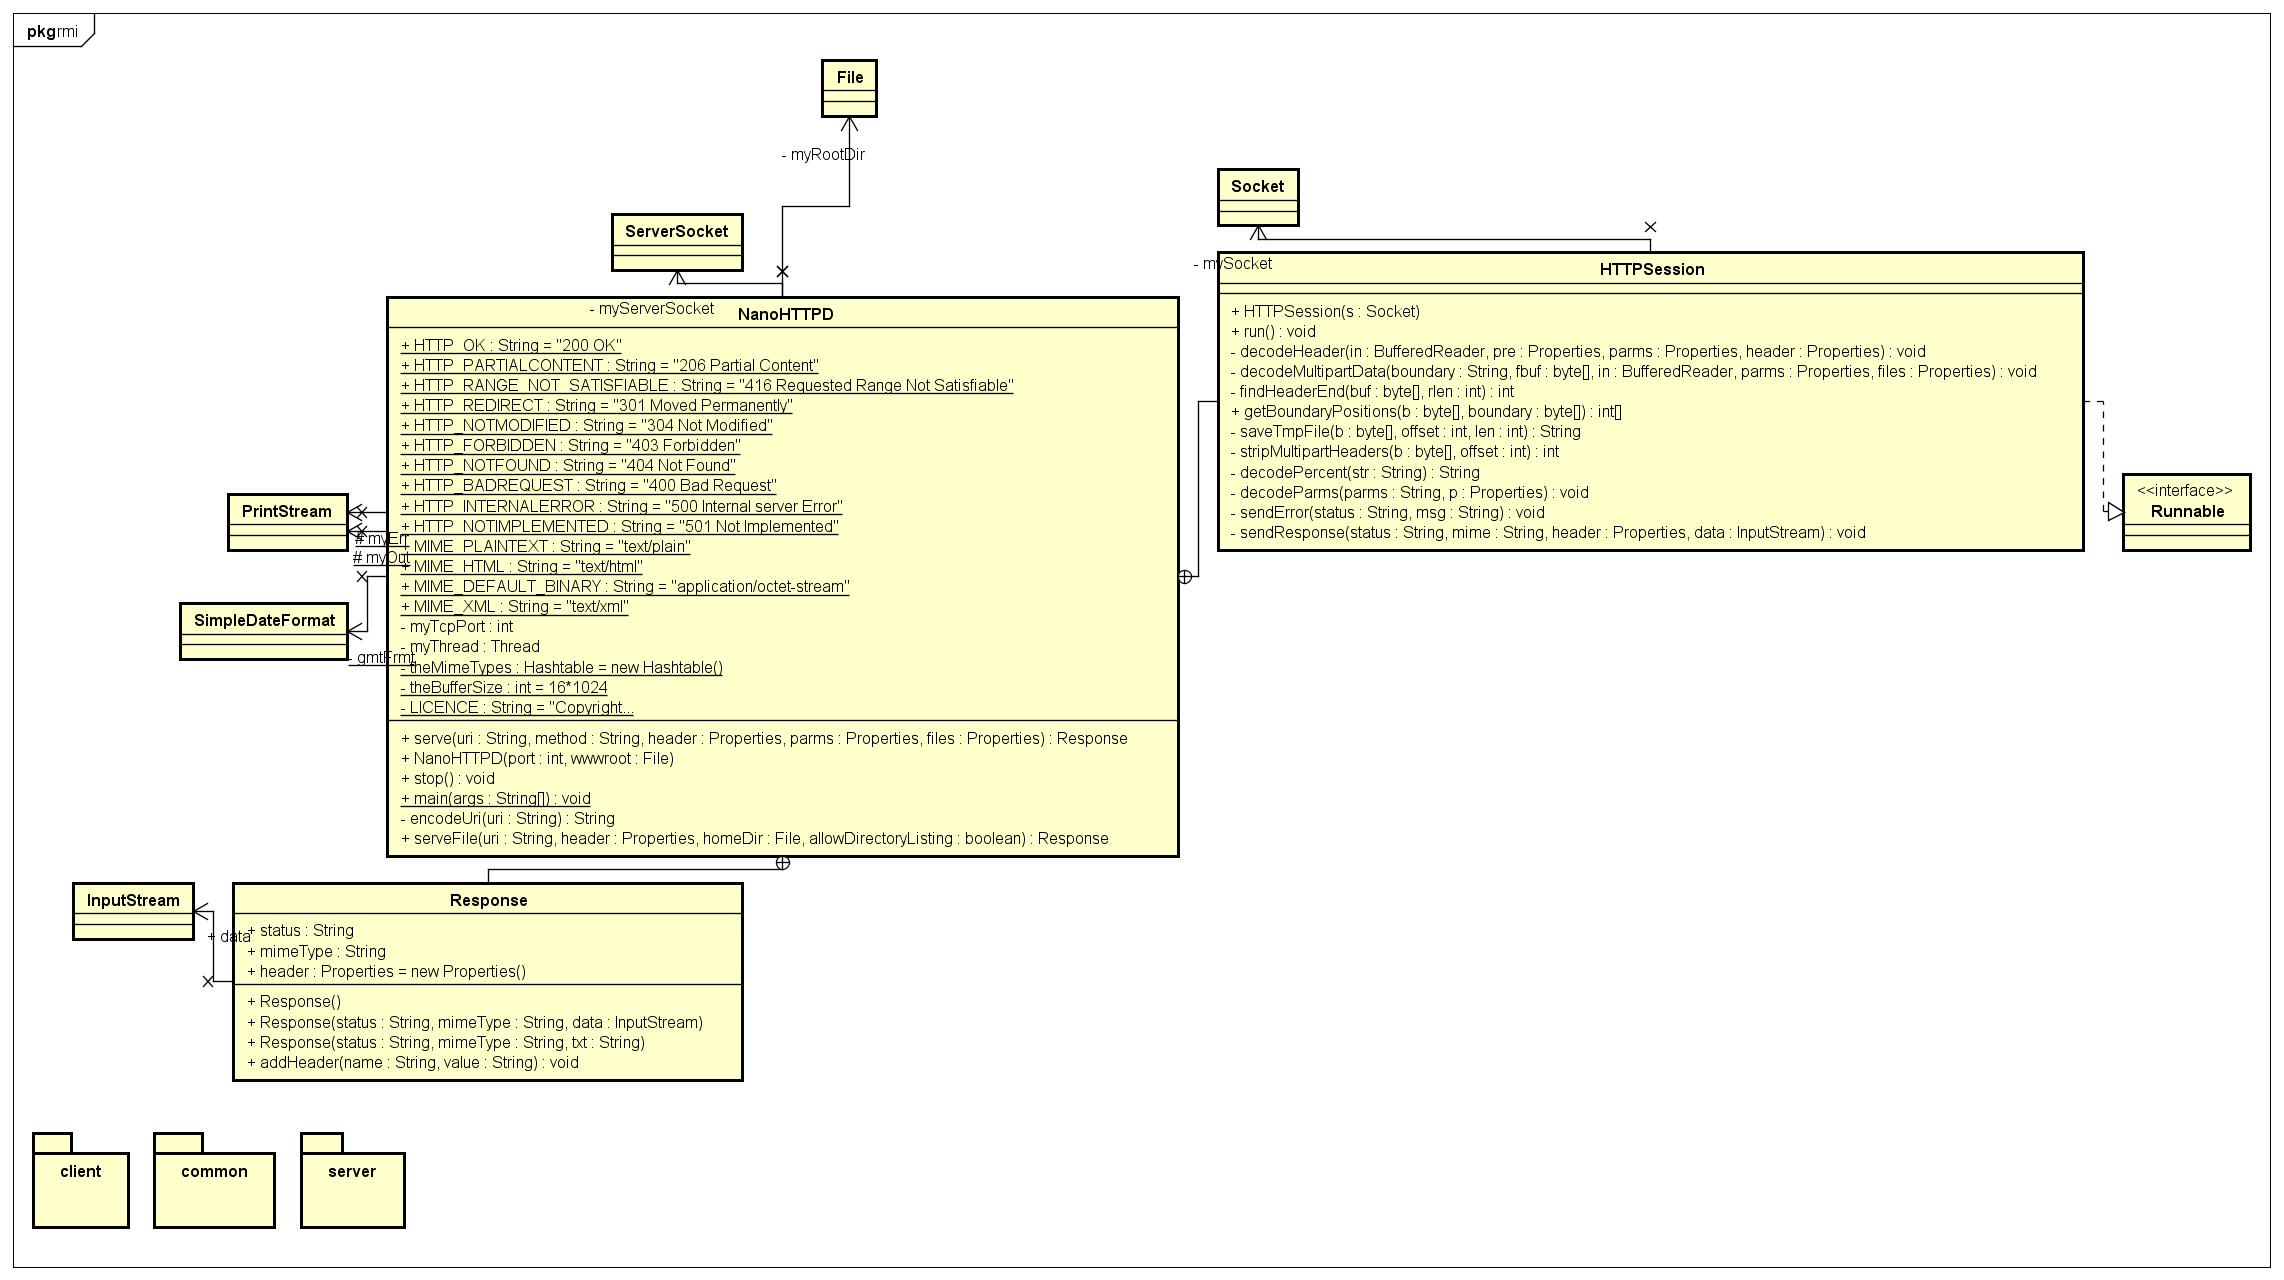 pkg rmi
File
- myRootDir
Socket
- mySocket
ServerSocket
- myServerSocket
HTTPSession
+ HTTPSession(s : Socket)
+ run() : void
- decodeHeader(in : BufferedReader, pre : Properties, parms : Properties, header : Properties) : void
- decodeMultipartData(boundary : String, fbuf : byte[], in : BufferedReader, parms : Properties, files : Properties) : void
- findHeaderEnd(buf : byte[], rlen : int) : int
+ getBoundaryPositions(b : byte[], boundary : byte[]) : int[]
- saveTmpFile(b : byte[], offset : int, len : int) : String
- stripMultipartHeaders(b : byte[], offset : int) : int
- decodePercent(str : String) : String
- decodeParms(parms : String, p : Properties) : void
- sendError(status : String, msg : String) : void
- sendResponse(status : String, mime : String, header : Properties, data : InputStream) : void
<<interface>>
Runnable
NanoHTTPD
+ HTTP_OK : String = "200 OK"
+ HTTP_PARTIALCONTENT : String = "206 Partial Content"
+ HTTP_RANGE_NOT_SATISFIABLE : String = "416 Requested Range Not Satisfiable"
+ HTTP_REDIRECT : String = "301 Moved Permanently"
+ HTTP_NOTMODIFIED : String = "304 Not Modified"
+ HTTP_FORBIDDEN : String = "403 Forbidden"
+ HTTP_NOTFOUND : String = "404 Not Found"
+ HTTP_BADREQUEST : String = "400 Bad Request"
+ HTTP_INTERNALERROR : String = "500 Internal server Error"
+ HTTP_NOTIMPLEMENTED : String = "501 Not Implemented"
+ MIME_PLAINTEXT : String = "text/plain"
+ MIME_HTML : String = "text/html"
+ MIME_DEFAULT_BINARY : String = "application/octet-stream"
+ MIME_XML : String = "text/xml"
- myTcpPort : int
- myThread : Thread
- theMimeTypes : Hashtable = new Hashtable()
- theBufferSize : int = 16*1024
- LICENCE : String = "Copyright...
+ serve(uri : String, method : String, header : Properties, parms : Properties, files : Properties) : Response
+ NanoHTTPD(port : int, wwwroot : File)
+ stop() : void
+ main(args : String[]) : void
- encodeUri(uri : String) : String
+ serveFile(uri : String, header : Properties, homeDir : File, allowDirectoryListing : boolean) : Response
PrintStream
# myErr
# myOut
SimpleDateFormat
- gmtFrmt
InputStream
+ data
Response
+ status : String
+ mimeType : String
+ header : Properties = new Properties()
+ Response()
+ Response(status : String, mimeType : String, data : InputStream)
+ Response(status : String, mimeType : String, txt : String)
+ addHeader(name : String, value : String) : void
client
common
server